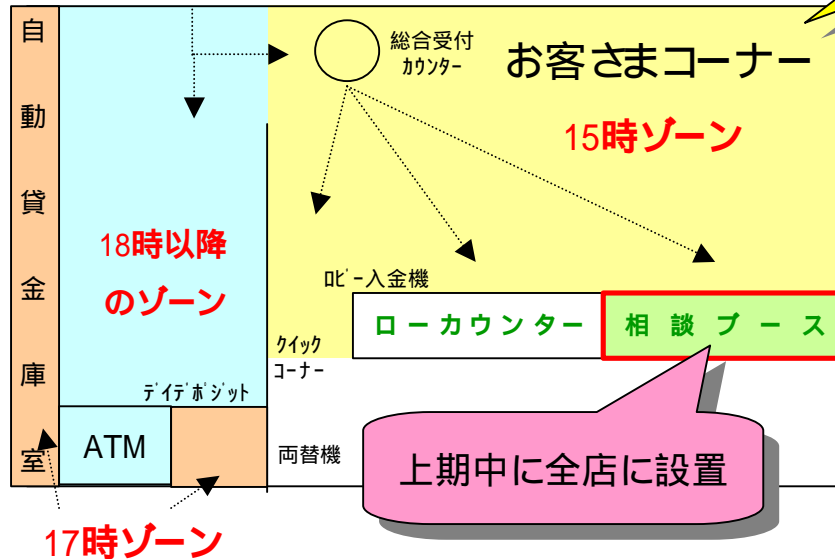 自動貸金庫室
総合受付
ｶｳﾝﾀｰ
お客さまコーナー
15時ゾーン
18時以降
のゾーン
ﾛﾋﾞｰ入金機
ローカウンター
相談ブース
ｸｲｯｸ
ｺｰﾅｰ
ﾃﾞｲﾃﾞﾎﾟｼﾞｯﾄ
ATM
両替機
上期中に全店に設置
17時ゾーン